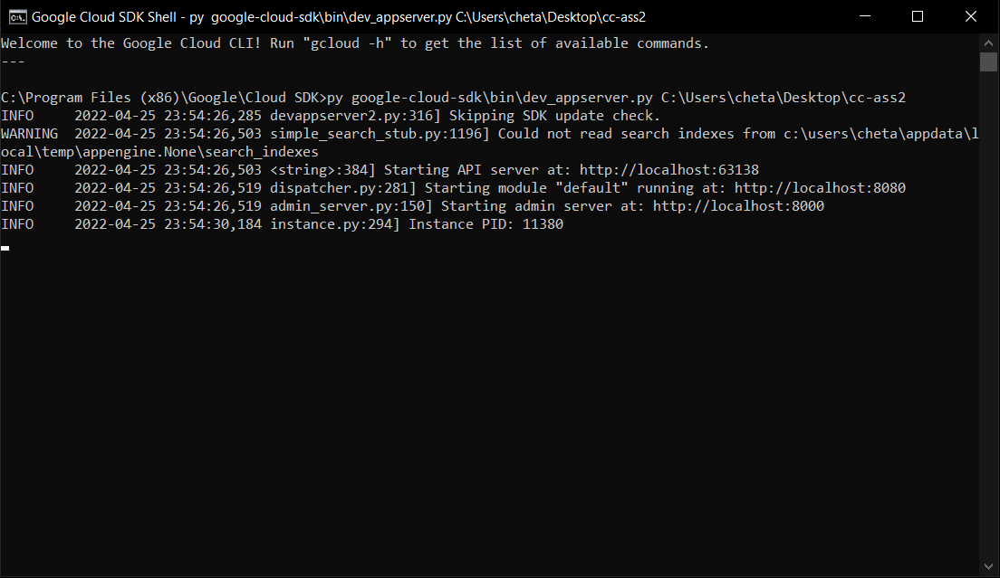 Google Cloud SDK Shell - py  google-cloud-sdk\bin\dev_appserver.py C:\Users\cheta\Desktop\cc-ass2
Welcome to the Google Cloud CLI! Run "gcloud -h" to get the list of available commands.
---
C:\Program Files (x86)\Google\Cloud SDK>py google-cloud-sdk\bin\dev_appserver.py C:\Users\cheta\Desktop\cc-ass2
INFO     2022-04-25 23:54:26,285 devappserver2.py:316] Skipping SDK update check.
WARNING  2022-04-25 23:54:26,503 simple_search_stub.py:1196] Could not read search indexes from c:\users\cheta\appdata\l
ocal\temp\appengine.None\search_indexes
INFO     2022-04-25 23:54:26,503 <string>:384] Starting API server at: http://localhost:63138
INFO     2022-04-25 23:54:26,519 dispatcher.py:281] Starting module "default" running at: http://localhost:8080
INFO     2022-04-25 23:54:26,519 admin_server.py:150] Starting admin server at: http://localhost:8000
INFO     2022-04-25 23:54:30,184 instance.py:294] Instance PID: 11380